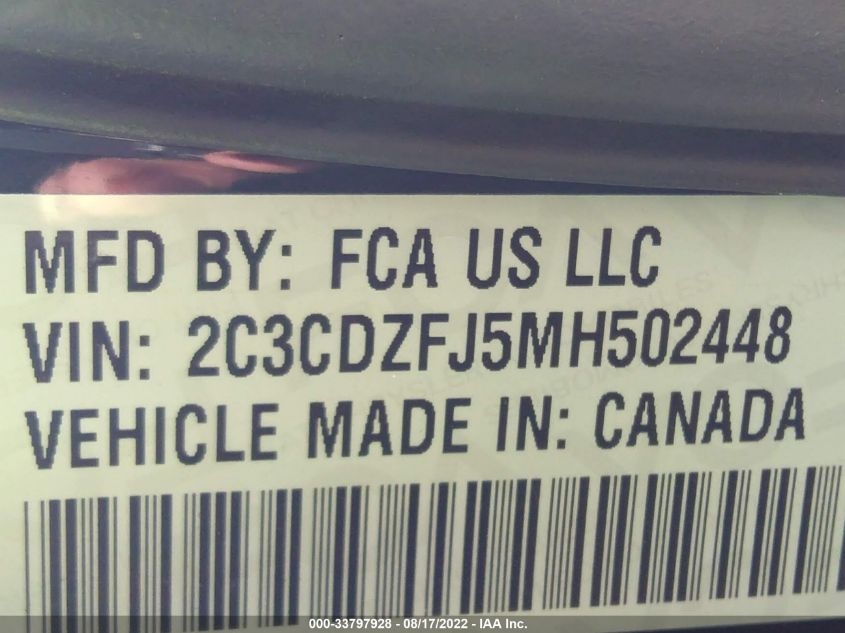 MFD BY: FCA US LLC
VIN: 2C3CDZFJ5MH502448
VEHICLE MADE IN: CANADA
000-33797928 - 08/17/2022 - IAA Inc.